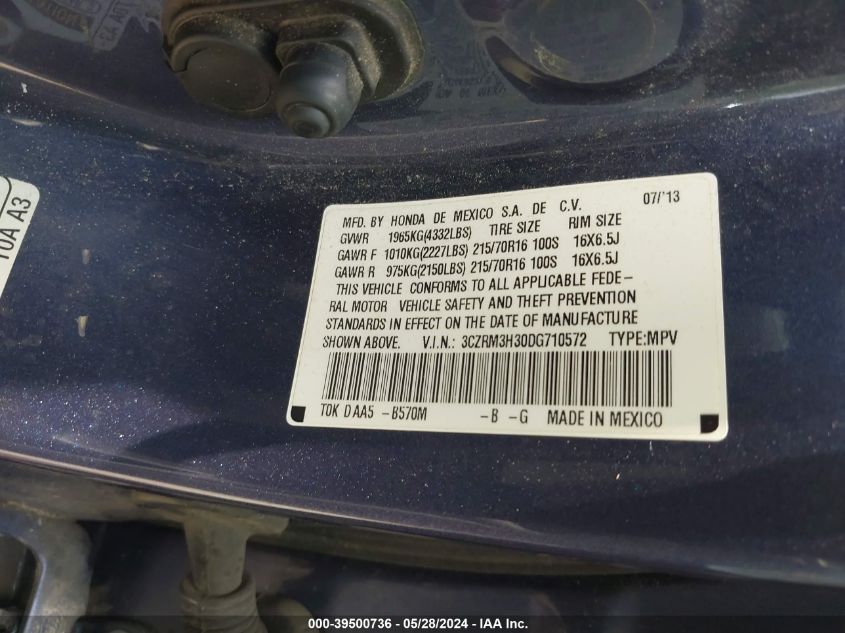 MFD. BY HONDA DE MEXICO S.A. DE C.V. 07/'13
GVWR 1965KG(4332LBS) TIRE SIZE RIM SIZE
GAWR F 1010KG(2227LBS) 215/70R16 100S 16X6.5J
GAWR R 975KG(2150LBS) 215/70R16 100S 16X6.5J
THIS VEHICLE CONFORMS TO ALL APPLICABLE FEDE-
RAL MOTOR VEHICLE SAFETY AND THEFT PREVENTION
STANDARDS IN EFFECT ON THE DATE OF MANUFACTURE
SHOWN ABOVE. V.I.N.: 3CZRM3H30DG710572 TYPE:MPV
T0K D AA5 -B570M -B -G MADE IN MEXICO
T0A A3
000-39500736 - 05/28/2024 - IAA Inc.